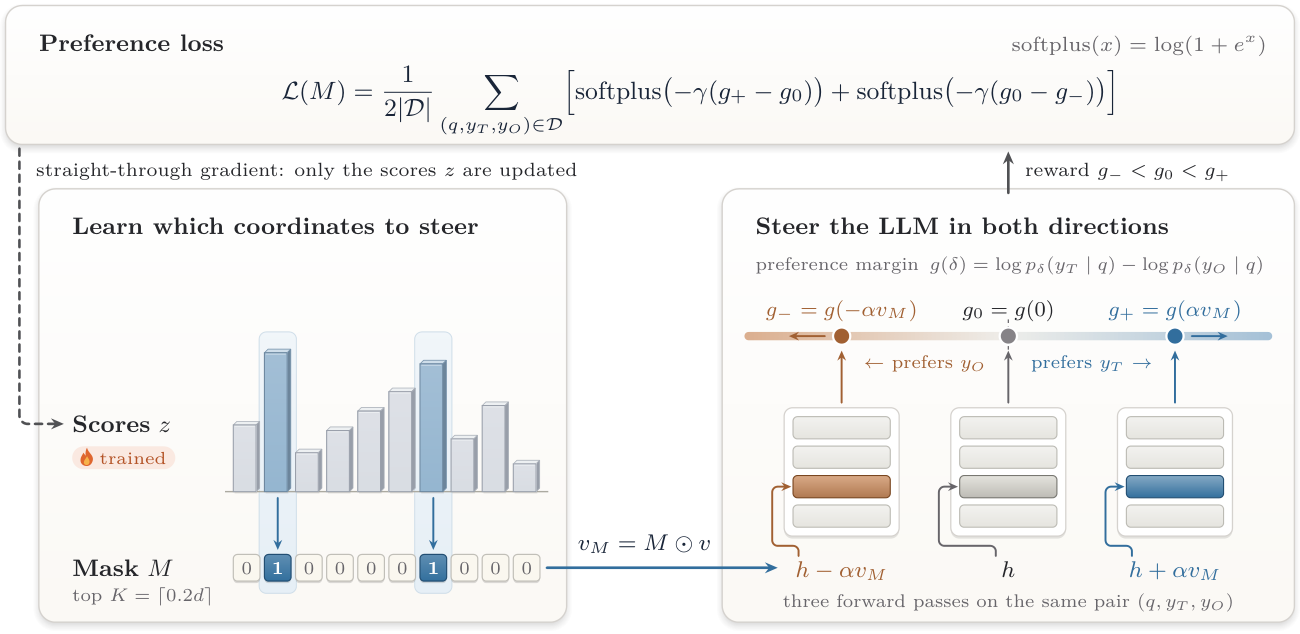 Preference loss
softplus(x) = log(1 + e^x)
L(M) = 1/(2|D|) ∑_{(q,y_T,y_O)∈D} [softplus(−γ(g_+ − g_0)) + softplus(−γ(g_0 − g_−))]
straight-through gradient: only the scores z are updated
reward g_− < g_0 < g_+
Learn which coordinates to steer
Scores z
trained
Mask M
top K = ⌈0.2d⌉
0 1 0 0 0 0 1 0 0 0
v_M = M ⊙ v
Steer the LLM in both directions
preference margin g(δ) = log p_δ(y_T | q) − log p_δ(y_O | q)
g_− = g(−αv_M) g_0 = g(0) g_+ = g(αv_M)
← prefers y_O prefers y_T →
h − αv_M h h + αv_M
three forward passes on the same pair (q, y_T, y_O)